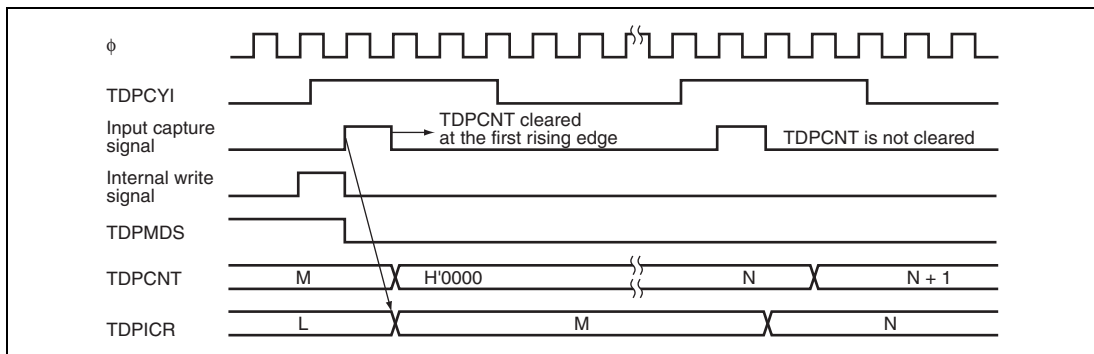 ϕ
TDPCYI
TDPCNT cleared
at the first rising edge
Input capture
signal
TDPCNT is not cleared
Internal write
signal
TDPMDS
TDPCNT
M
H'0000
N
N + 1
TDPICR
L
M
N